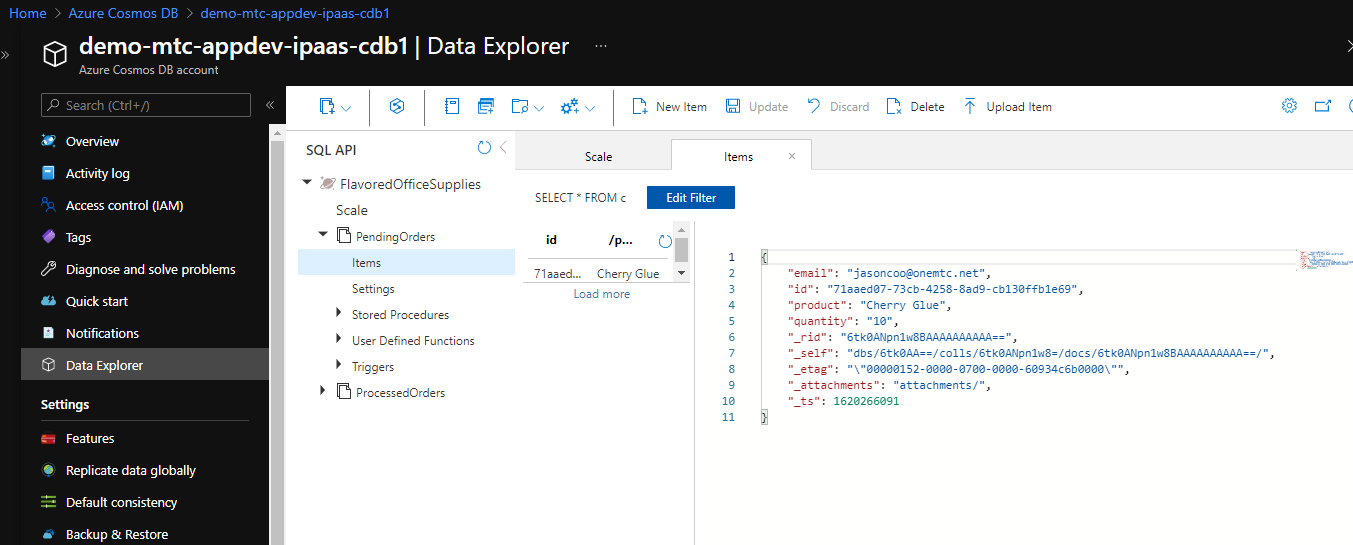 Home > Azure Cosmos DB > demo-mtc-appdev-ipaas-cdb1
demo-mtc-appdev-ipaas-cdb1 | Data Explorer ...
Azure Cosmos DB account
Search (Ctrl+/)
Overview
Activity log
Access control (IAM)
Tags
Diagnose and solve problems
Quick start
Notifications
Data Explorer
Settings
Features
Replicate data globally
Default consistency
Backup & Restore
New Item Update Discard Delete Upload Item
SQL API
FlavoredOfficeSupplies
Scale
PendingOrders
Items
Settings
Stored Procedures
User Defined Functions
Triggers
ProcessedOrders
Scale Items
SELECT * FROM c Edit Filter
id /p...
71aaed... Cherry Glue
Load more
1 {
2 "email": "jasoncoo@onemtc.net",
3 "id": "71aaed07-73cb-4258-8ad9-cb130ffb1e69",
4 "product": "Cherry Glue",
5 "quantity": "10",
6 "_rid": "6tk0ANpn1w8BAAAAAAAAAA==",
7 "_self": "dbs/6tk0AA==/colls/6tk0ANpn1w8=/docs/6tk0ANpn1w8BAAAAAAAAAA==/",
8 "_etag": "\"00000152-0000-0700-0000-60934c6b0000\"",
9 "_attachments": "attachments/",
10 "_ts": 1620266091
11 }